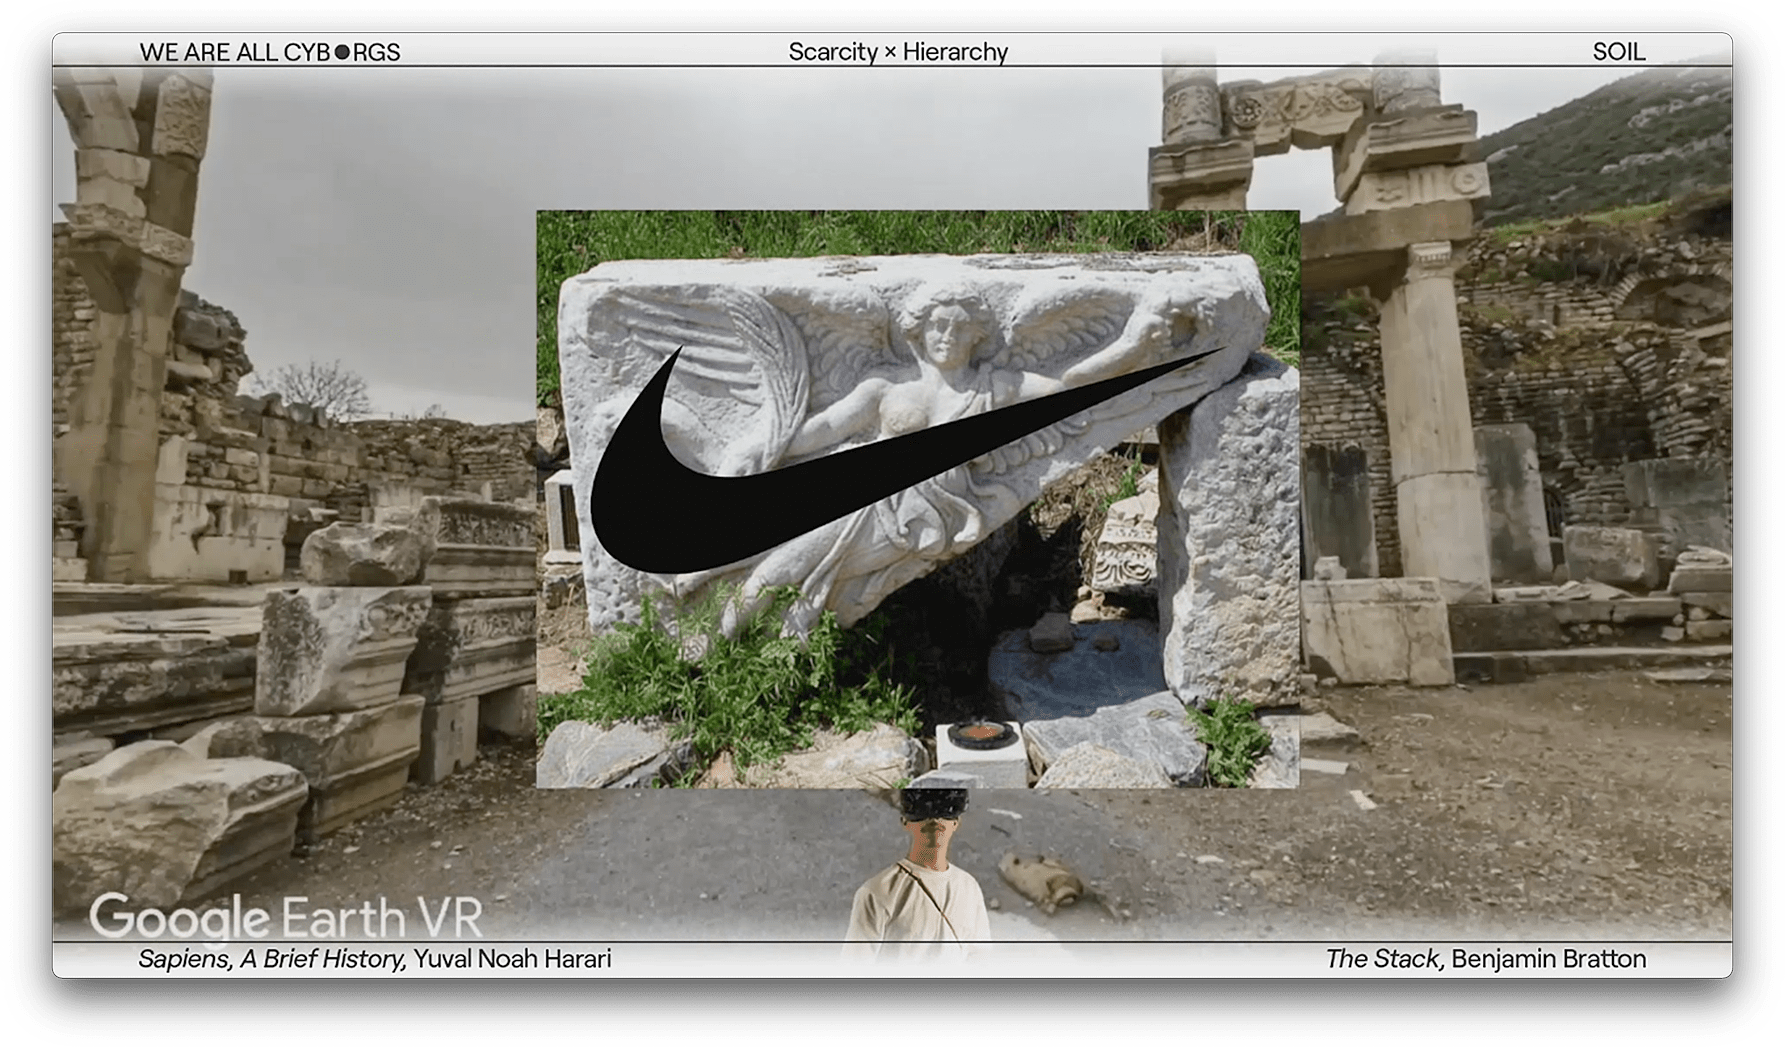 WE ARE ALL CYB●RGS
Scarcity × Hierarchy
SOIL
Google Earth VR
Sapiens, A Brief History, Yuval Noah Harari
The Stack, Benjamin Bratton